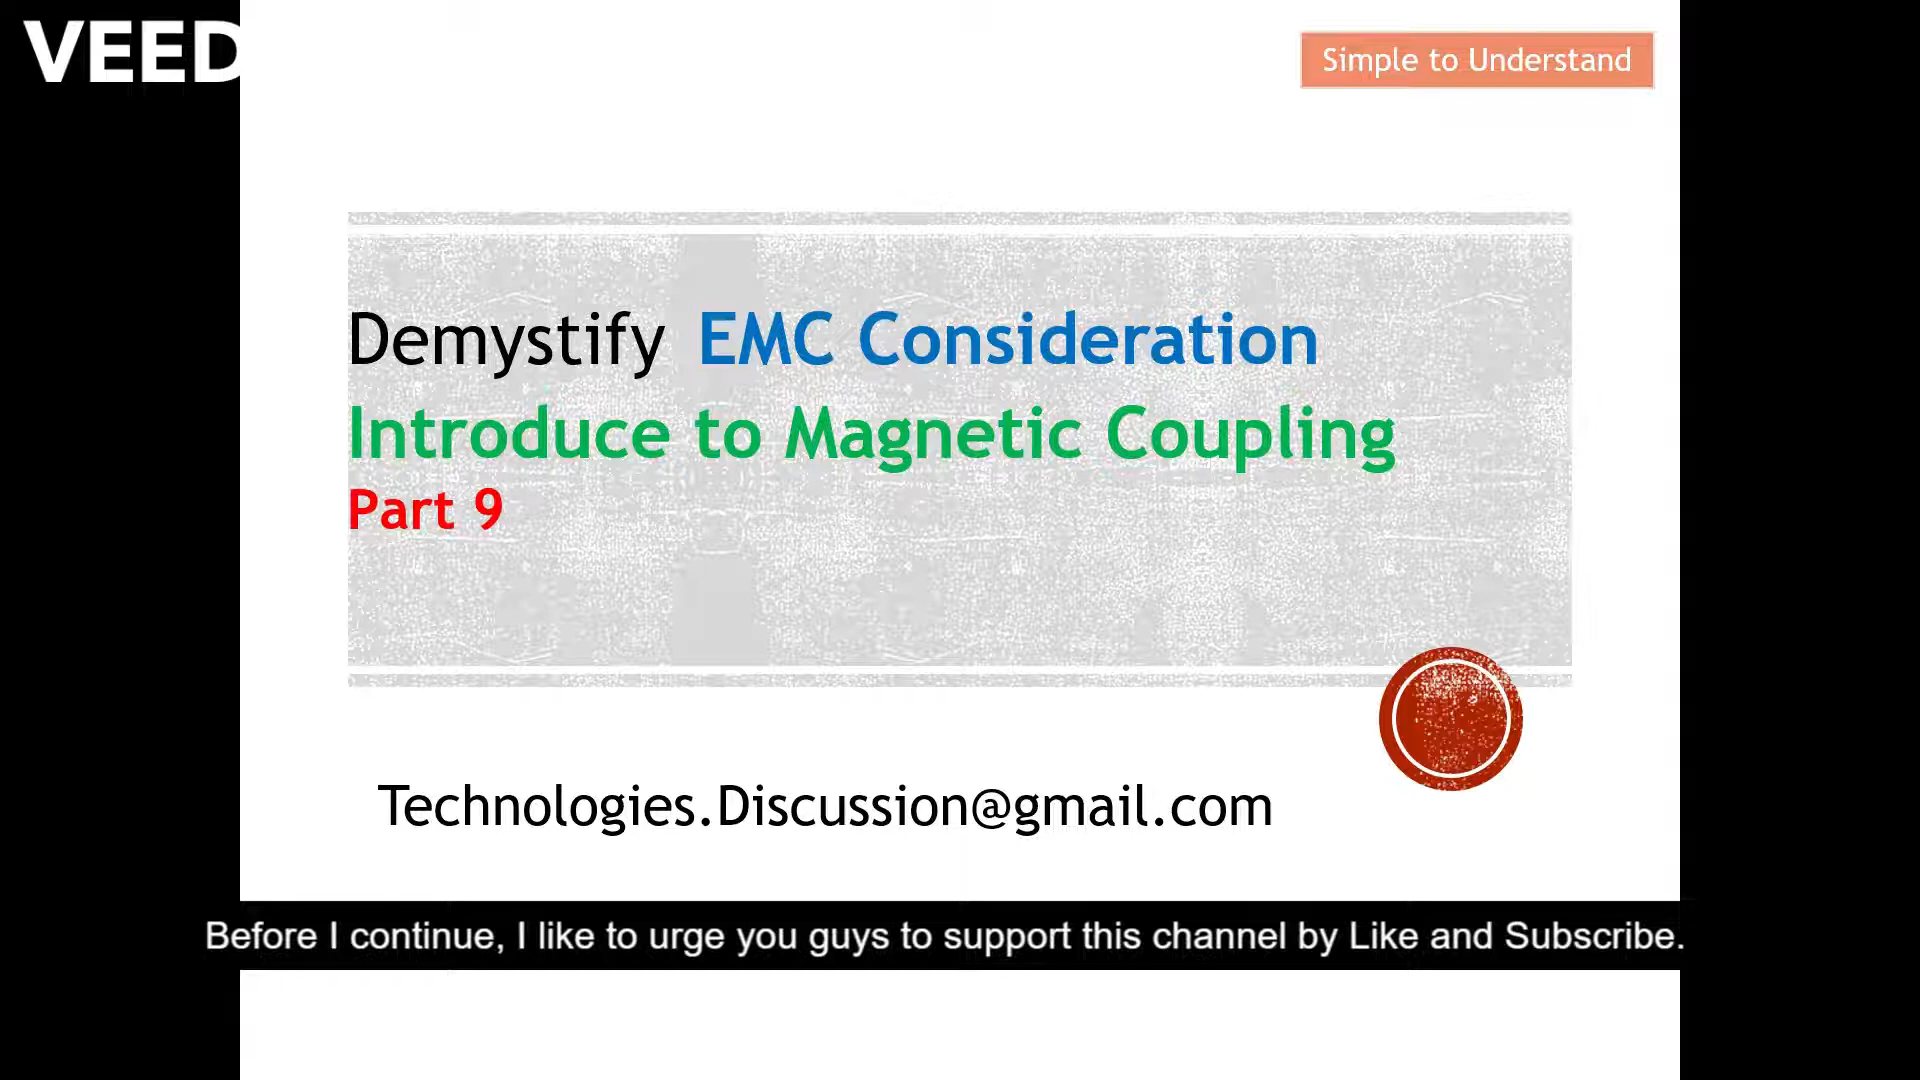 VEED
Simple to Understand
Demystify EMC Consideration
Introduce to Magnetic Coupling
Part 9
Technologies.Discussion@gmail.com
Before I continue, I like to urge you guys to support this channel by Like and Subscribe.